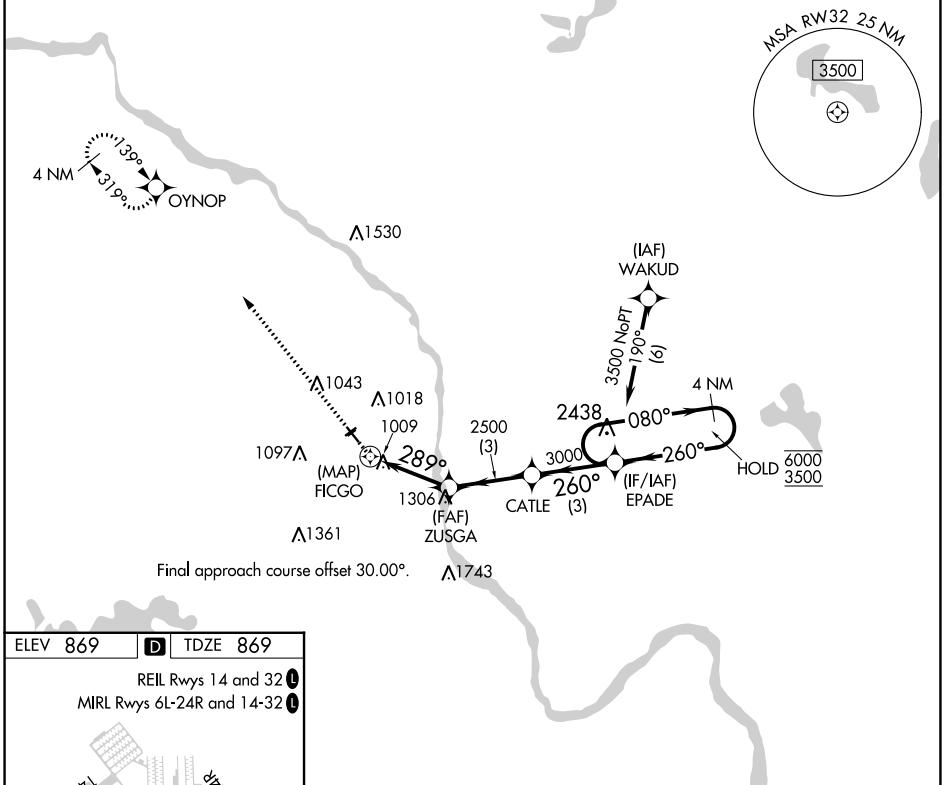 MSA RW32 25 NM
3500
4 NM
139°
319°
OYNOP
1530
(IAF)
WAKUD
3500 NoPT
190°
(6)
1043
1018
1009
1097
(MAP)
FICGO
289°
2500
(3)
2438
080°
4 NM
3000
260°
260°
(3)
(IF/IAF)
EPADE
HOLD
6000
3500
CATLE
1306
(FAF)
ZUSGA
1361
1743
Final approach course offset 30.00°.
ELEV 869 D TDZE 869
REIL Rwys 14 and 32 L
MIRL Rwys 6L-24R and 14-32 L